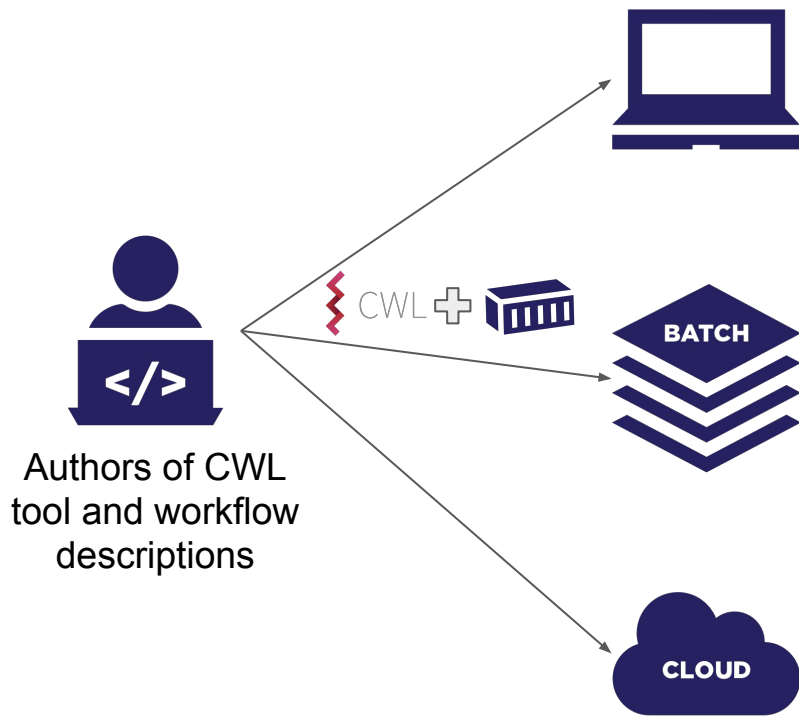 CWL
BATCH
</>
Authors of CWL
tool and workflow
descriptions
CLOUD